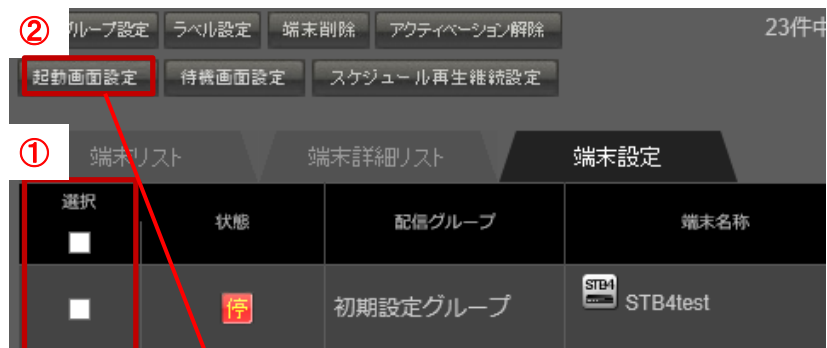 ② ループ設定 ラベル設定 端末削除 アクティベーション解除 23件中
起動画面設定 待機画面設定 スケジュール再生継続設定
① 端末リスト 端末詳細リスト 端末設定
選択 状態 配信グループ 端末名称
停 初期設定グループ STB4 STB4test